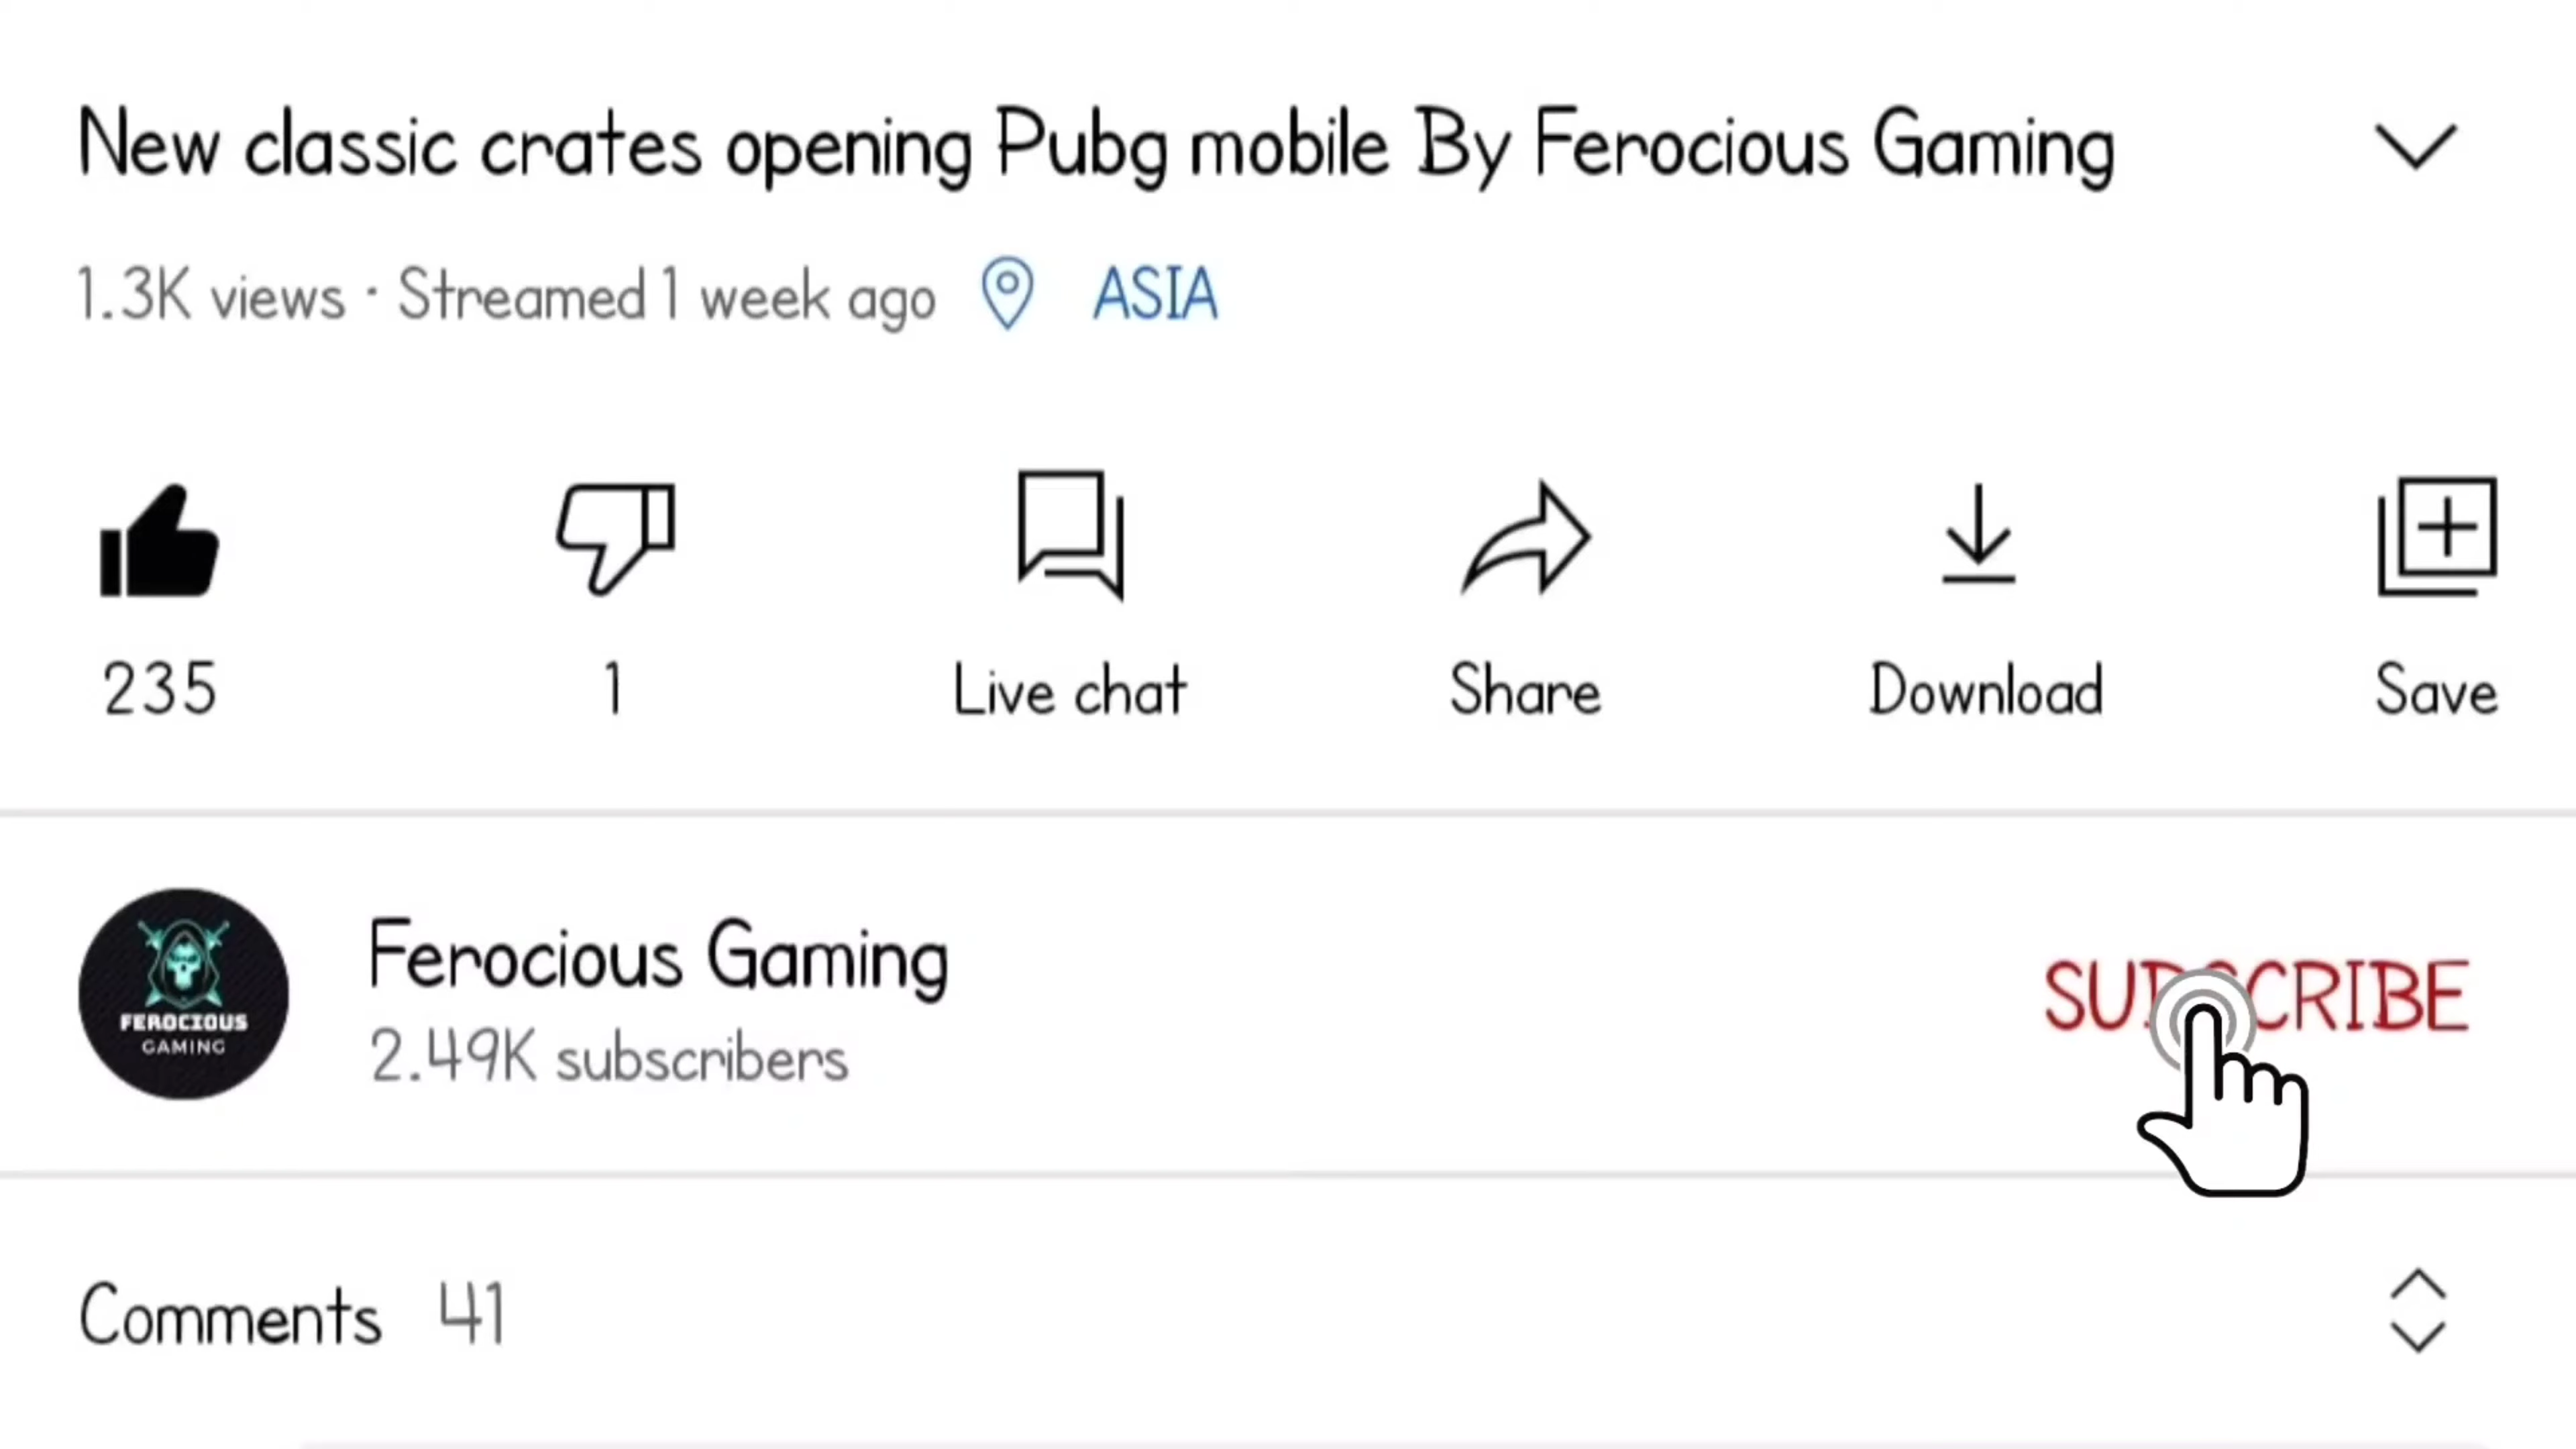 New classic crates opening Pubg mobile By Ferocious Gaming
1.3K views · Streamed 1 week ago ASIA
235 1 Live chat Share Download Save
FEROCIOUS
GAMING
Ferocious Gaming
2.49K subscribers
SUBSCRIBE
Comments 41